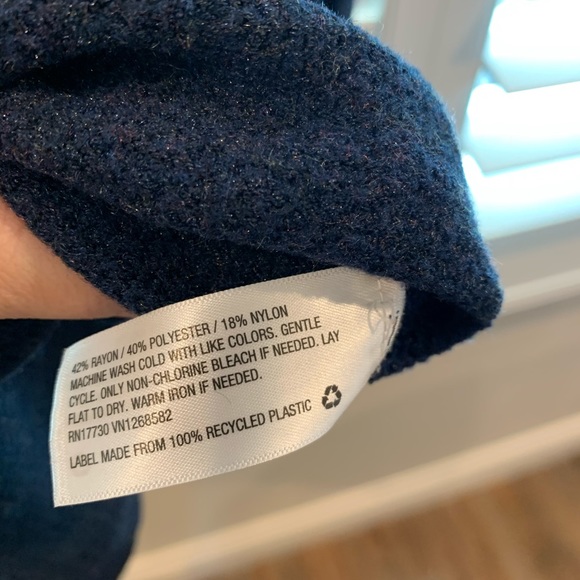 42% RAYON / 40% POLYESTER / 18% NYLON
MACHINE WASH COLD WITH LIKE COLORS. GENTLE
CYCLE. ONLY NON-CHLORINE BLEACH IF NEEDED. LAY
FLAT TO DRY. WARM IRON IF NEEDED.
RN17730 VN1268582
LABEL MADE FROM 100% RECYCLED PLASTIC